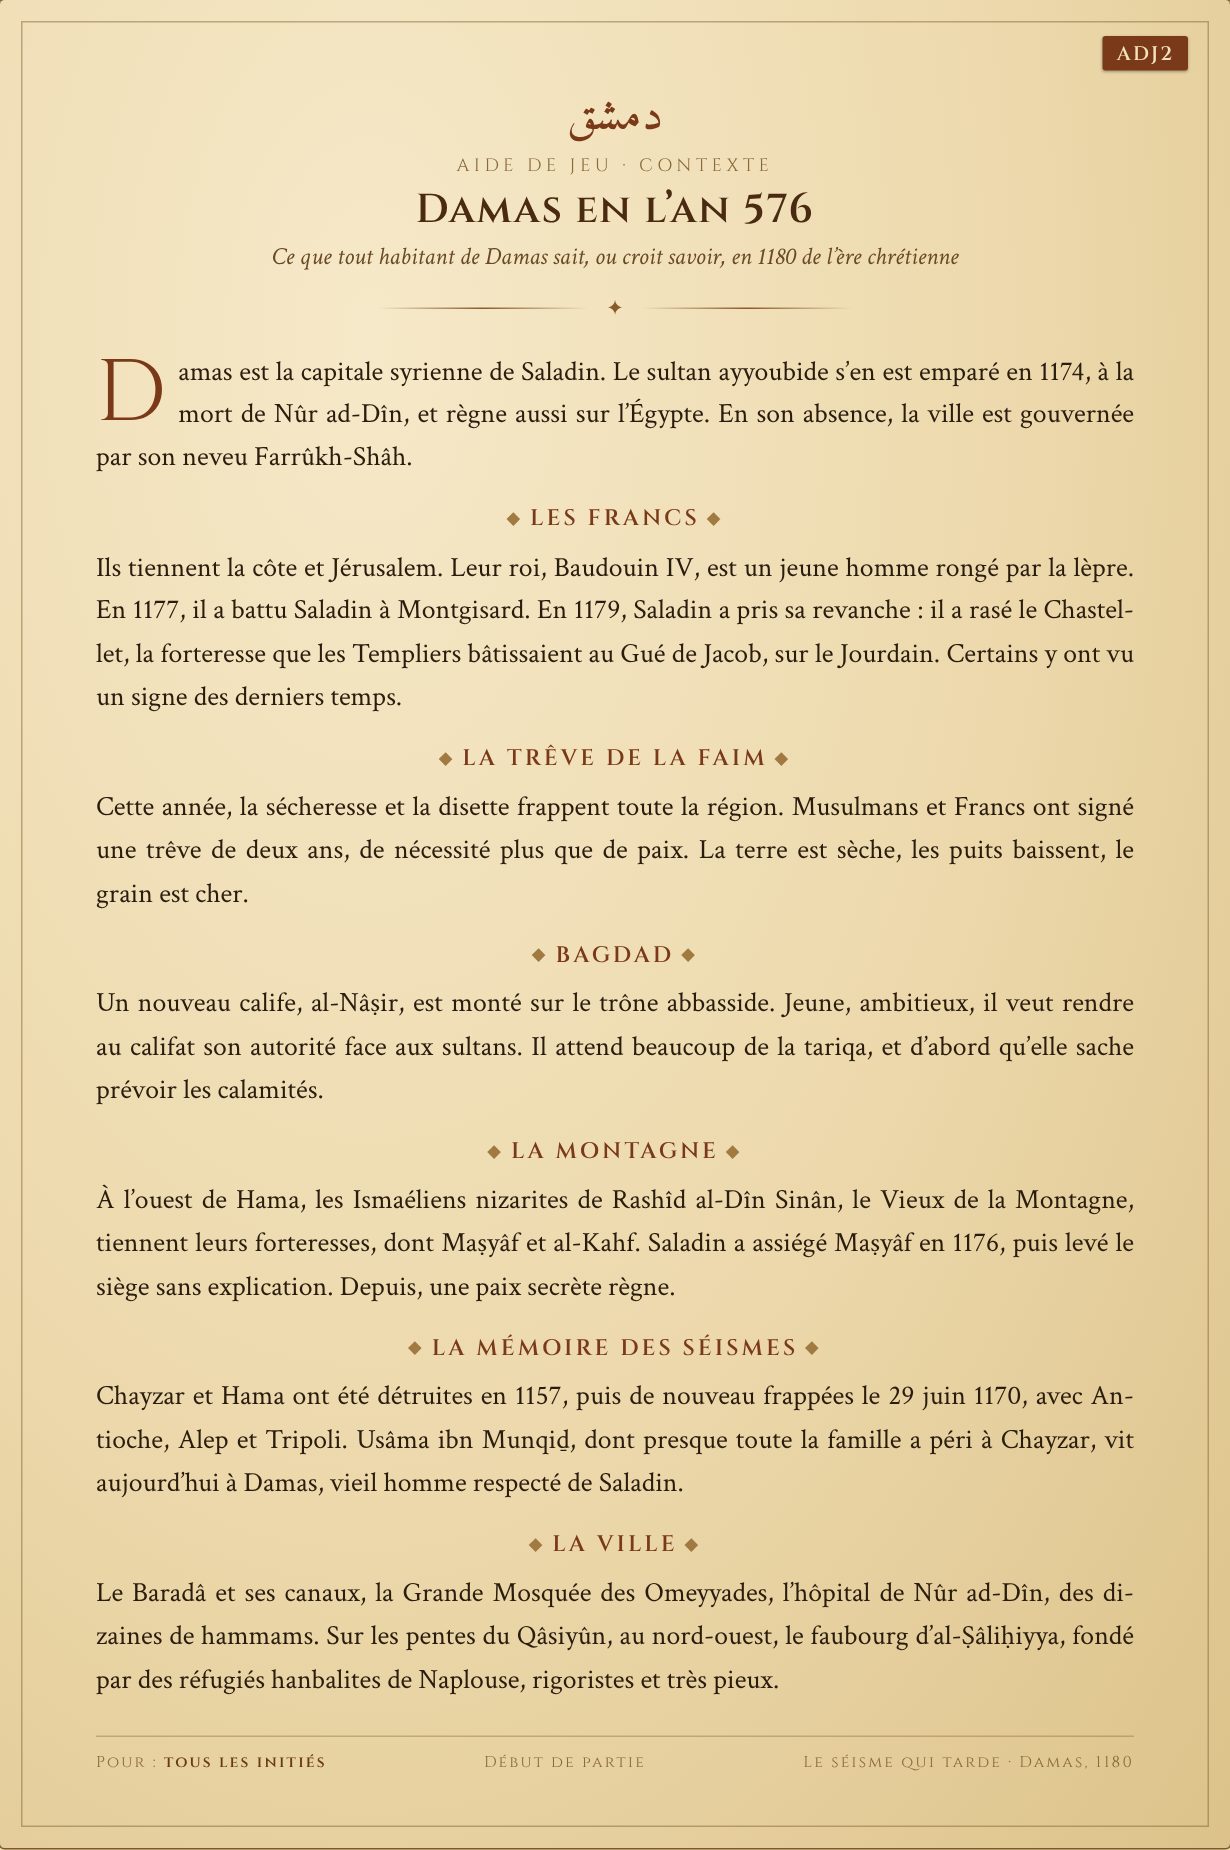 ADJ2
دمشق
AIDE DE JEU · CONTEXTE
DAMAS EN L’AN 576
Ce que tout habitant de Damas sait, ou croit savoir, en 1180 de l’ère chrétienne
✦
Damas est la capitale syrienne de Saladin. Le sultan ayyoubide s’en est emparé en 1174, à la
mort de Nûr ad-Dîn, et règne aussi sur l’Égypte. En son absence, la ville est gouvernée
par son neveu Farrûkh-Shâh.
◆ LES FRANCS ◆
Ils tiennent la côte et Jérusalem. Leur roi, Baudouin IV, est un jeune homme rongé par la lèpre.
En 1177, il a battu Saladin à Montgisard. En 1179, Saladin a pris sa revanche : il a rasé le Chastel-
let, la forteresse que les Templiers bâtissaient au Gué de Jacob, sur le Jourdain. Certains y ont vu
un signe des derniers temps.
◆ LA TRÊVE DE LA FAIM ◆
Cette année, la sécheresse et la disette frappent toute la région. Musulmans et Francs ont signé
une trêve de deux ans, de nécessité plus que de paix. La terre est sèche, les puits baissent, le
grain est cher.
◆ BAGDAD ◆
Un nouveau calife, al-Nâṣir, est monté sur le trône abbasside. Jeune, ambitieux, il veut rendre
au califat son autorité face aux sultans. Il attend beaucoup de la tariqa, et d’abord qu’elle sache
prévoir les calamités.
◆ LA MONTAGNE ◆
À l’ouest de Hama, les Ismaéliens nizarites de Rashîd al-Dîn Sinân, le Vieux de la Montagne,
tiennent leurs forteresses, dont Maṣyâf et al-Kahf. Saladin a assiégé Maṣyâf en 1176, puis levé le
siège sans explication. Depuis, une paix secrète règne.
◆ LA MÉMOIRE DES SÉISMES ◆
Chayzar et Hama ont été détruites en 1157, puis de nouveau frappées le 29 juin 1170, avec An-
tioche, Alep et Tripoli. Usâma ibn Munqiḏ, dont presque toute la famille a péri à Chayzar, vit
aujourd’hui à Damas, vieil homme respecté de Saladin.
◆ LA VILLE ◆
Le Baradâ et ses canaux, la Grande Mosquée des Omeyyades, l’hôpital de Nûr ad-Dîn, des di-
zaines de hammams. Sur les pentes du Qâsiyûn, au nord-ouest, le faubourg d’al-Ṣâliḥiyya, fondé
par des réfugiés hanbalites de Naplouse, rigoristes et très pieux.
POUR : TOUS LES INITIÉS
DÉBUT DE PARTIE
LE SÉISME QUI TARDE · DAMAS, 1180